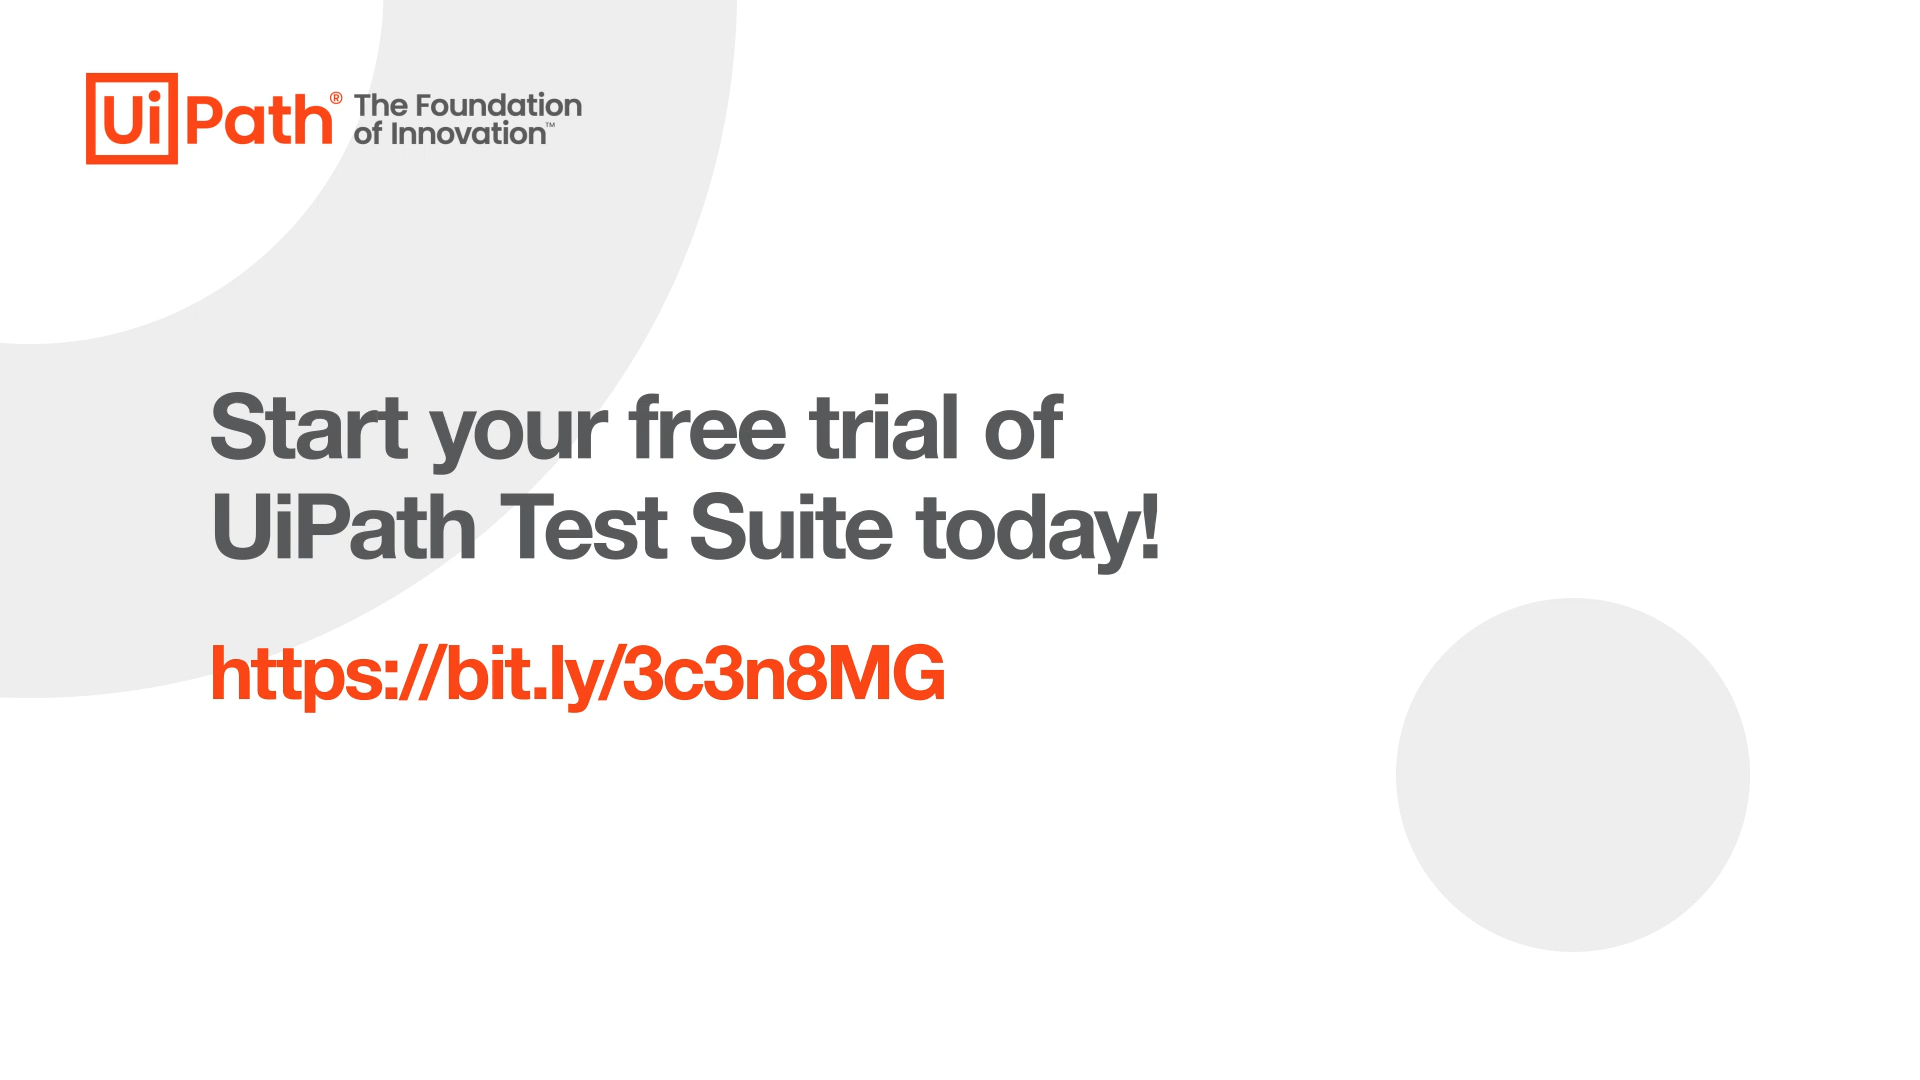 UiPath® The Foundation
of Innovation™
Start your free trial of
UiPath Test Suite today!
https://bit.ly/3c3n8MG